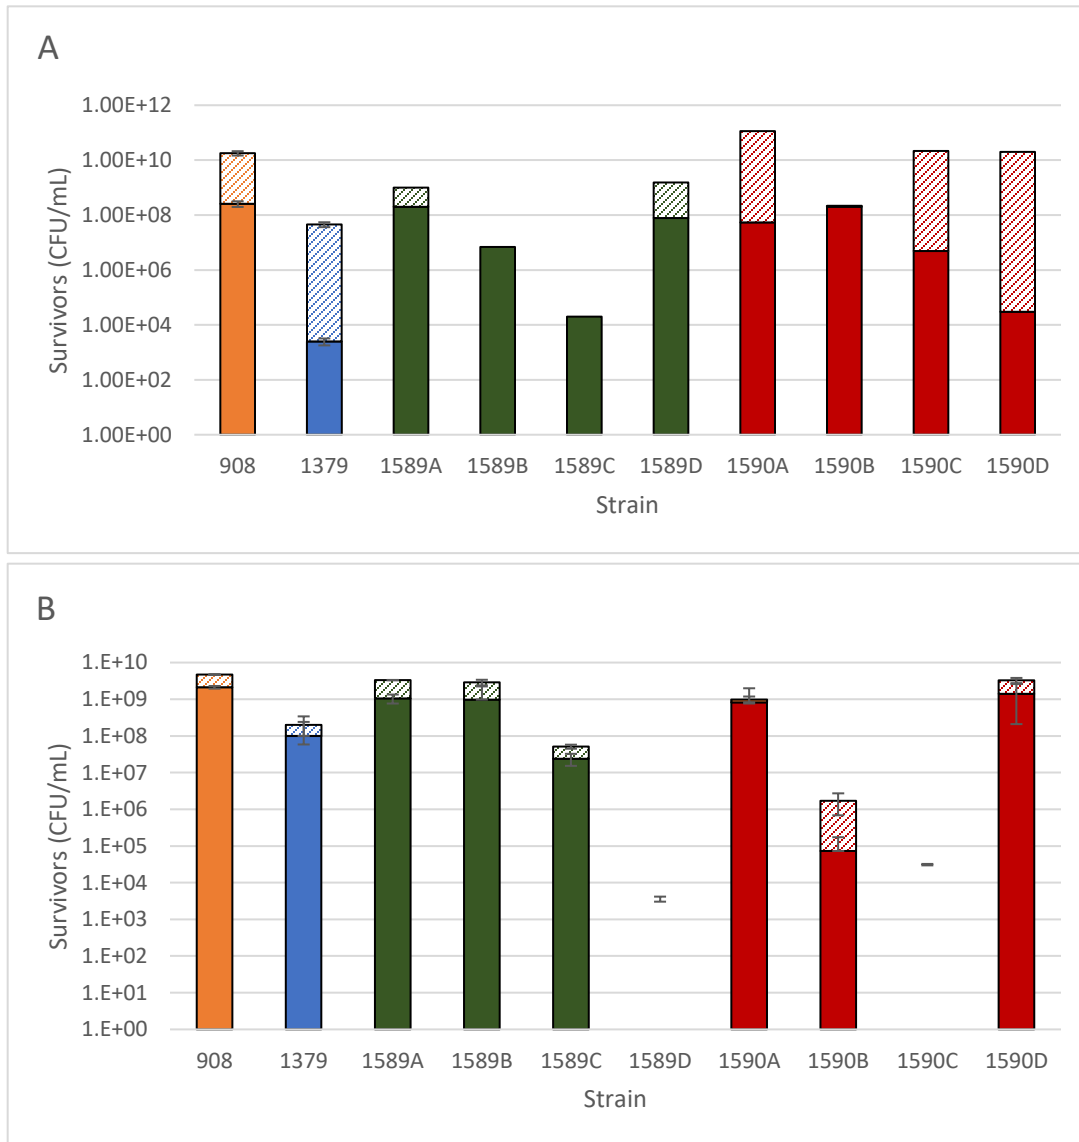 A
1.00E+12
1.00E+10
1.00E+08
1.00E+06
1.00E+04
1.00E+02
1.00E+00
Survivors (CFU/mL)
908 1379 1589A 1589B 1589C 1589D 1590A 1590B 1590C 1590D
Strain
B
1.E+10
1.E+09
1.E+08
1.E+07
1.E+06
1.E+05
1.E+04
1.E+03
1.E+02
1.E+01
1.E+00
Survivors (CFU/mL)
908 1379 1589A 1589B 1589C 1589D 1590A 1590B 1590C 1590D
Strain